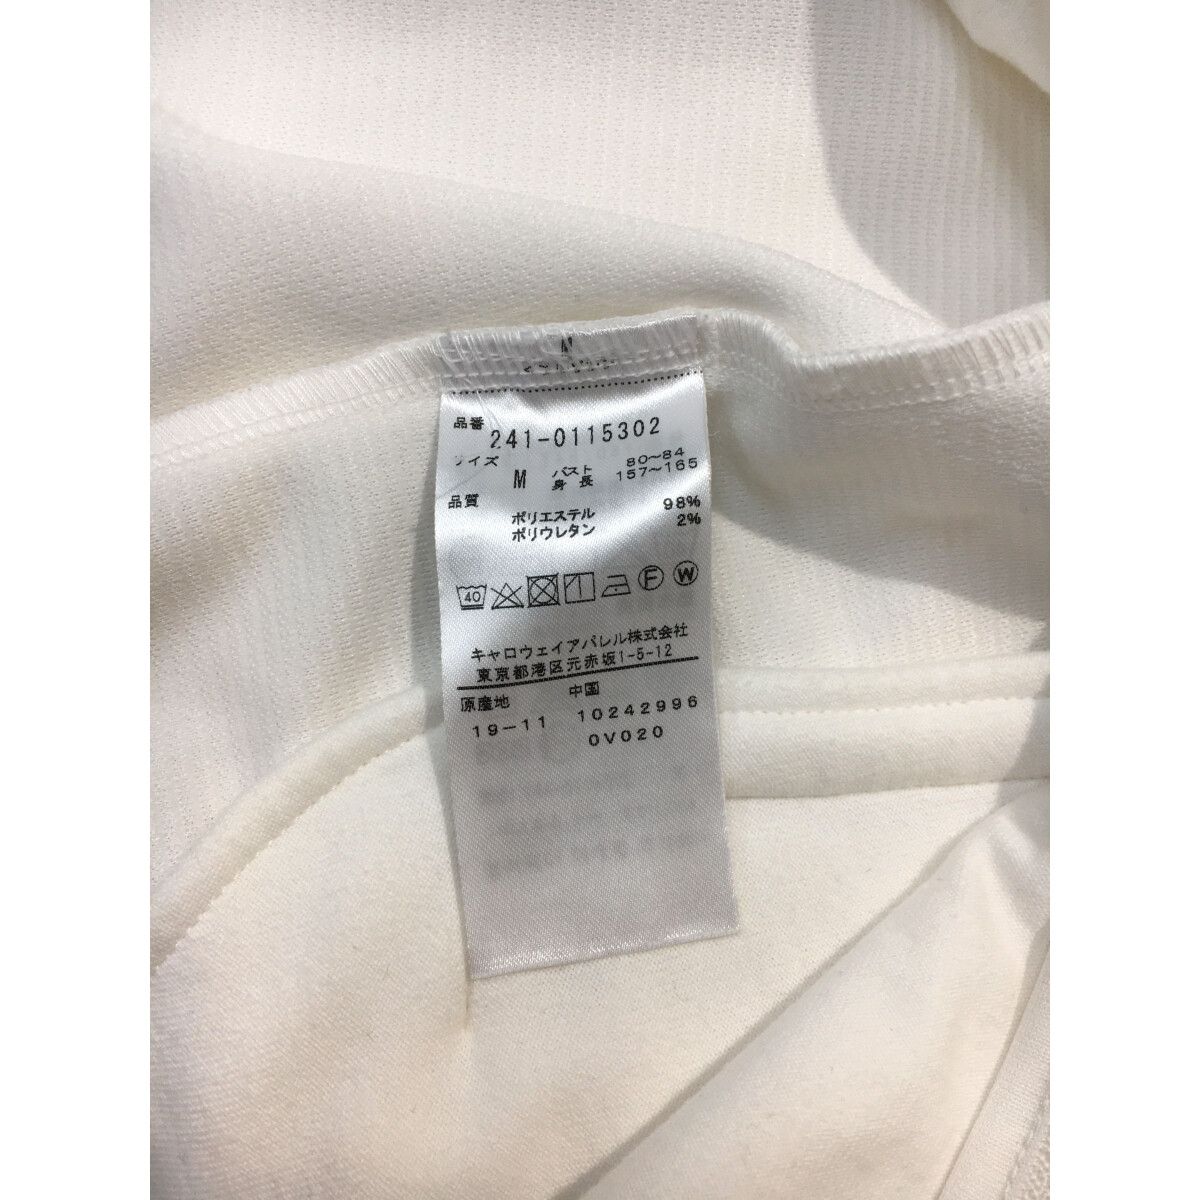 品番
241-0115302
サイズ
M バスト 80〜84
身長 157〜165
品質
ポリエステル 98%
ポリウレタン 2%
40 F W
キャロウェイアパレル株式会社
東京都港区元赤坂1-5-12
原産地 中国
19-11 10242996
0V020